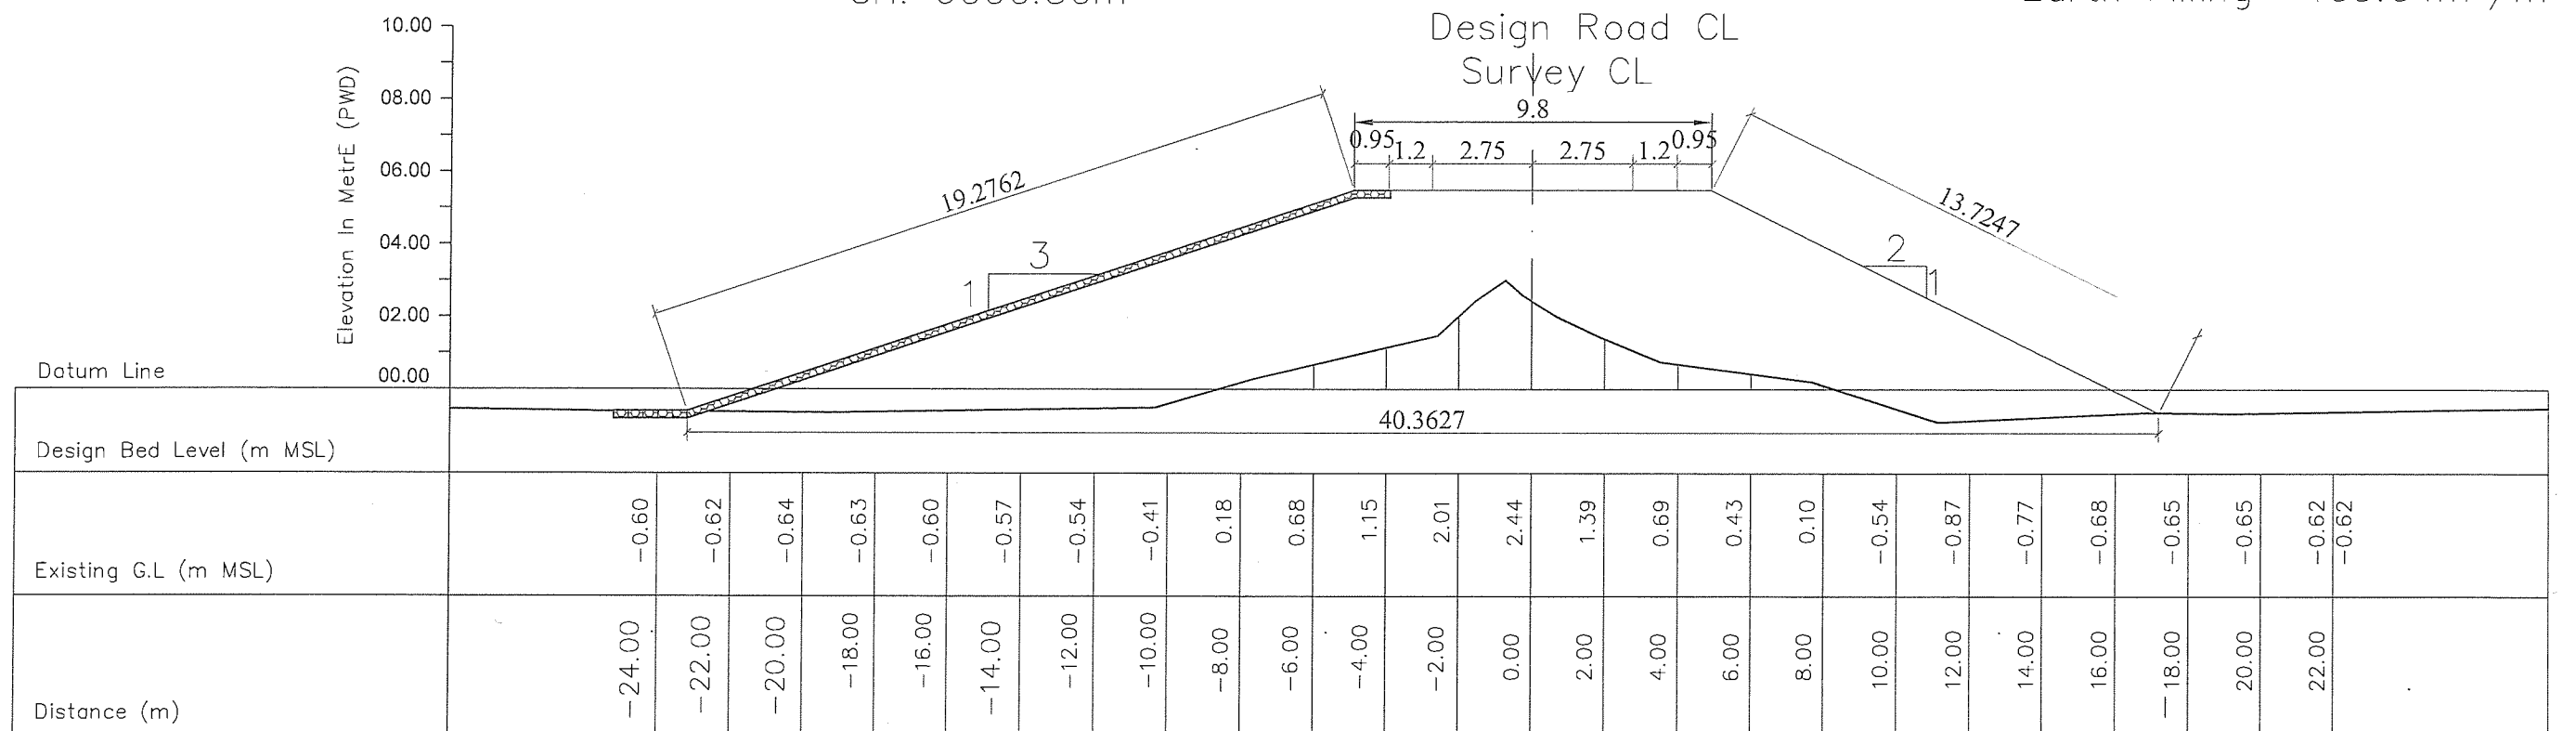 Design Road CL
Survey CL
Elevation In MetrE (PWD)
10.00
08.00
06.00
04.00
02.00
00.00
9.8
0.95 1.2 2.75 2.75 1.2 0.95
19.2762
13.7247
3
1
2
1
40.3627
Datum Line
Design Bed Level (m MSL)
Existing G.L (m MSL) -0.60 -0.62 -0.64 -0.63 -0.60 -0.57 -0.54 -0.41 0.18 0.68 1.15 2.01 2.44 1.39 0.69 0.43 0.10 -0.54 -0.87 -0.77 -0.68 -0.65 -0.65 -0.62 -0.62
Distance (m) -24.00 -22.00 -20.00 -18.00 -16.00 -14.00 -12.00 -10.00 -8.00 -6.00 -4.00 -2.00 0.00 2.00 4.00 6.00 8.00 10.00 12.00 14.00 16.00 18.00 20.00 22.00